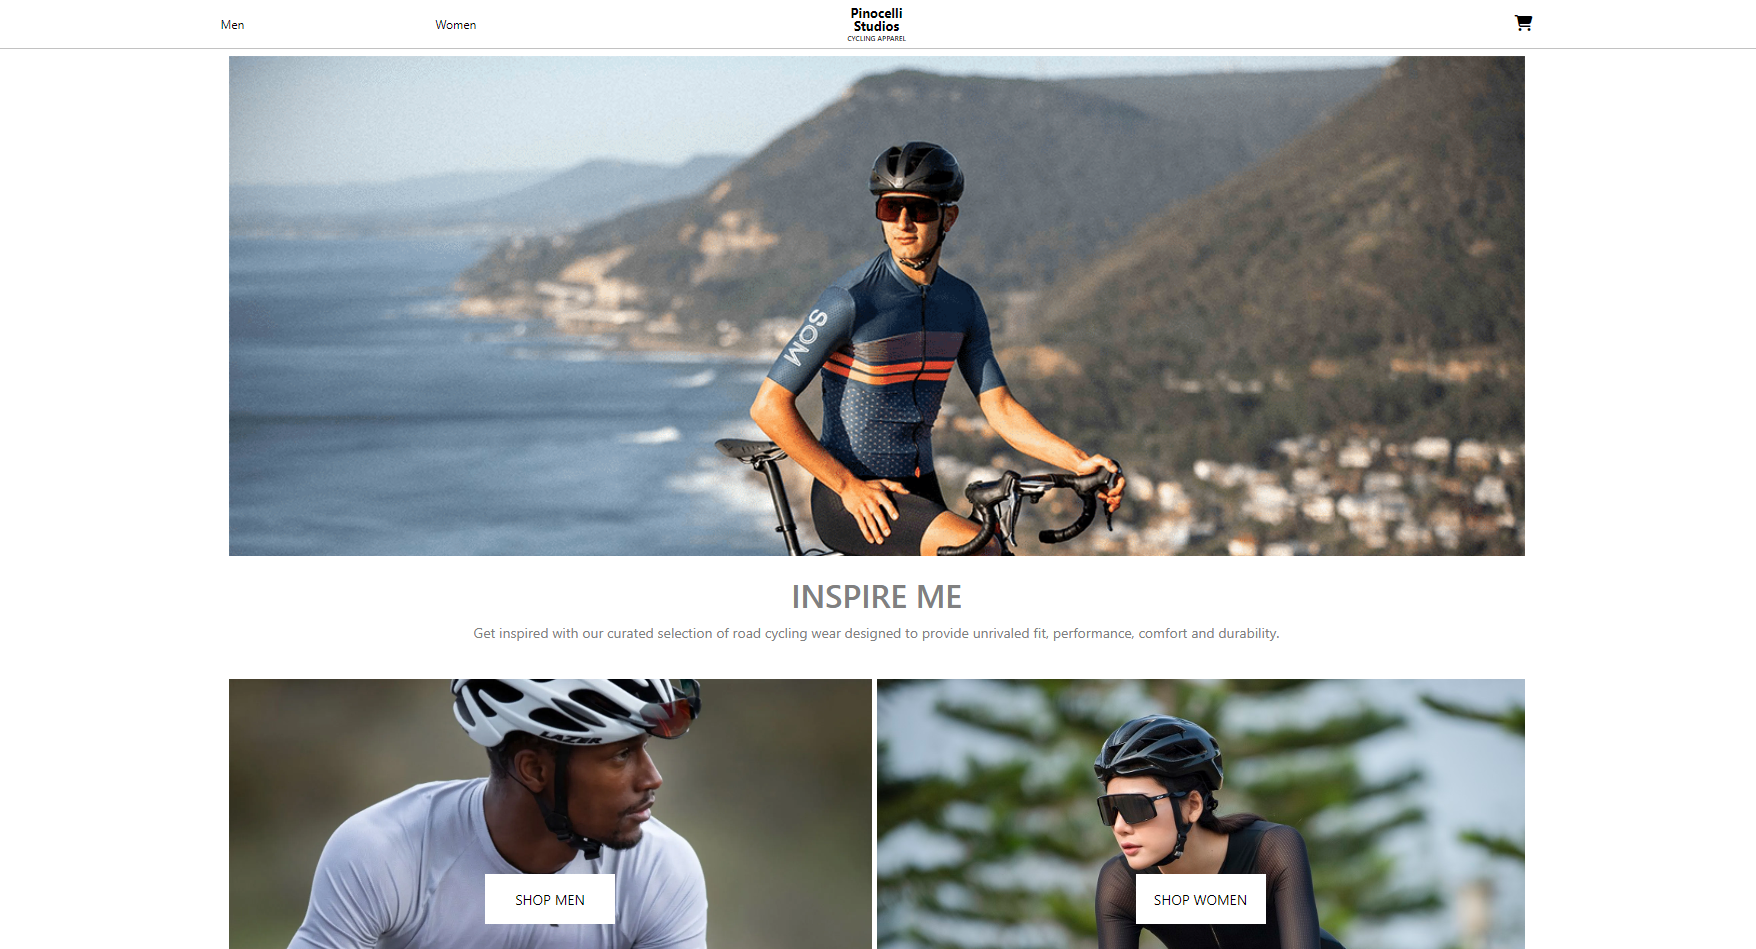 Men
Women
Pinocelli
Studios
CYCLING APPAREL
SOM
INSPIRE ME
Get inspired with our curated selection of road cycling wear designed to provide unrivaled fit, performance, comfort and durability.
LAZER
SHOP MEN
SHOP WOMEN